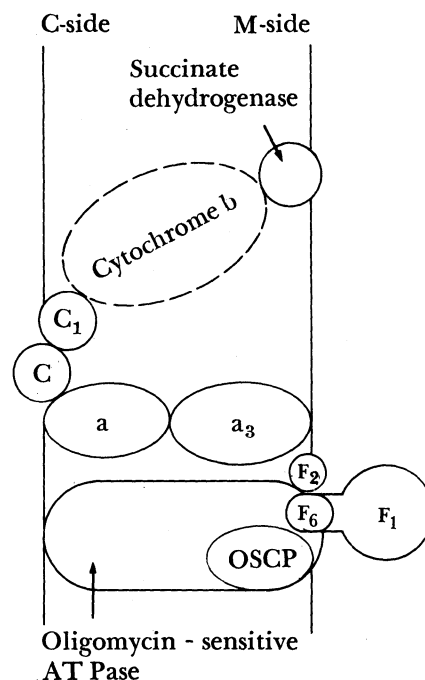 C-side M-side
Succinate
dehydrogenase
Cytochrome b
C1
C
a a3
F2
F6 F1
OSCP
Oligomycin - sensitive
AT Pase